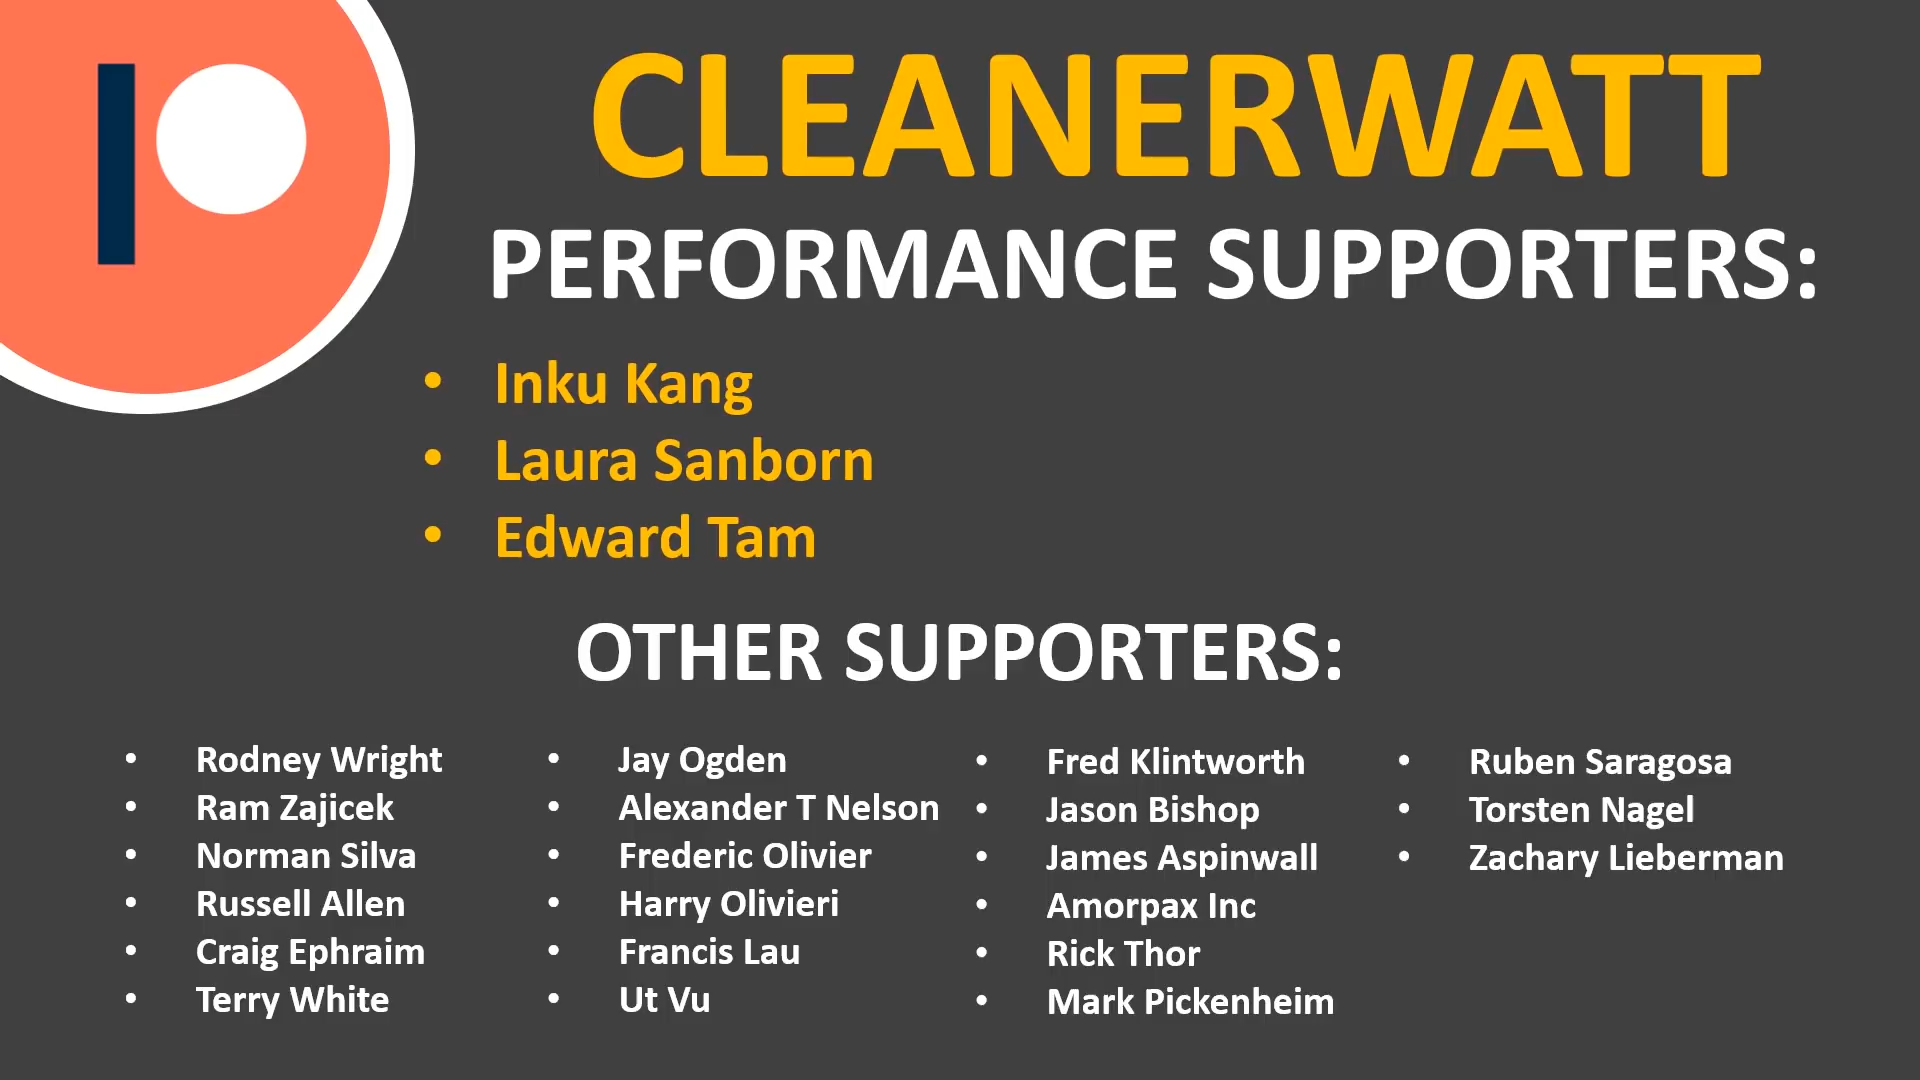 CLEANERWATT
PERFORMANCE SUPPORTERS:
• Inku Kang
• Laura Sanborn
• Edward Tam
OTHER SUPPORTERS:
• Rodney Wright
• Ram Zajicek
• Norman Silva
• Russell Allen
• Craig Ephraim
• Terry White
• Jay Ogden
• Alexander T Nelson
• Frederic Olivier
• Harry Olivieri
• Francis Lau
• Ut Vu
• Fred Klintworth
• Jason Bishop
• James Aspinwall
• Amorpax Inc
• Rick Thor
• Mark Pickenheim
• Ruben Saragosa
• Torsten Nagel
• Zachary Lieberman